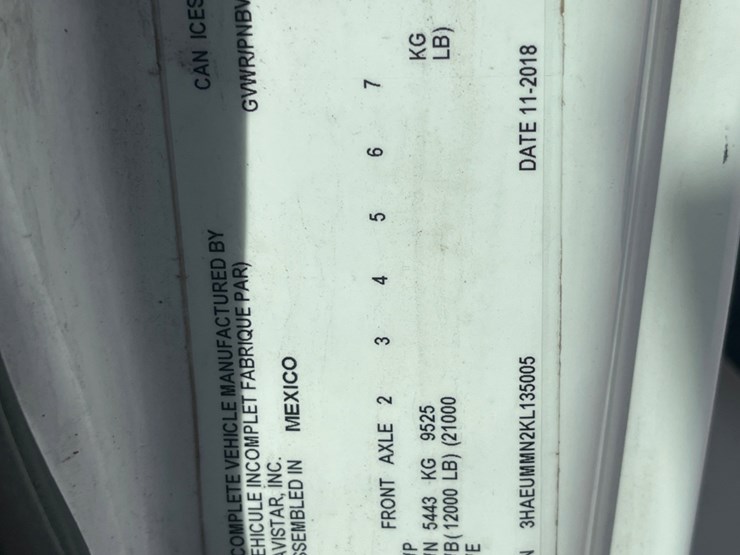 CAN ICES
GVWR/PNBV
COMPLETE VEHICLE MANUFACTURED BY
EHICULE INCOMPLET FABRIQUE PAR)
AVISTAR, INC.
SSEMBLED IN MEXICO
FRONT AXLE 2 3 4 5 6 7
/P
/N 5443 KG 9525 KG
/B (12000 LB) (21000 LB)
/E
N 3HAEUMMN2KL135005 DATE 11-2018